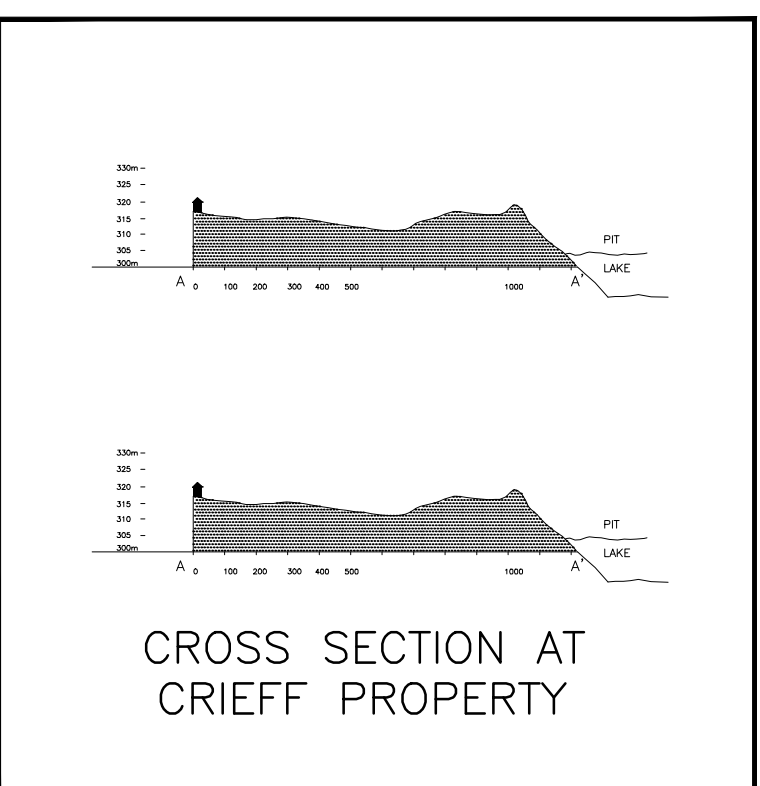 330m
325
320
315
310
305
300m
PIT
LAKE
A
A'
0 100 200 300 400 500 1000
330m
325
320
315
310
305
300m
PIT
LAKE
A
A'
0 100 200 300 400 500 1000
CROSS SECTION AT
CRIEFF PROPERTY